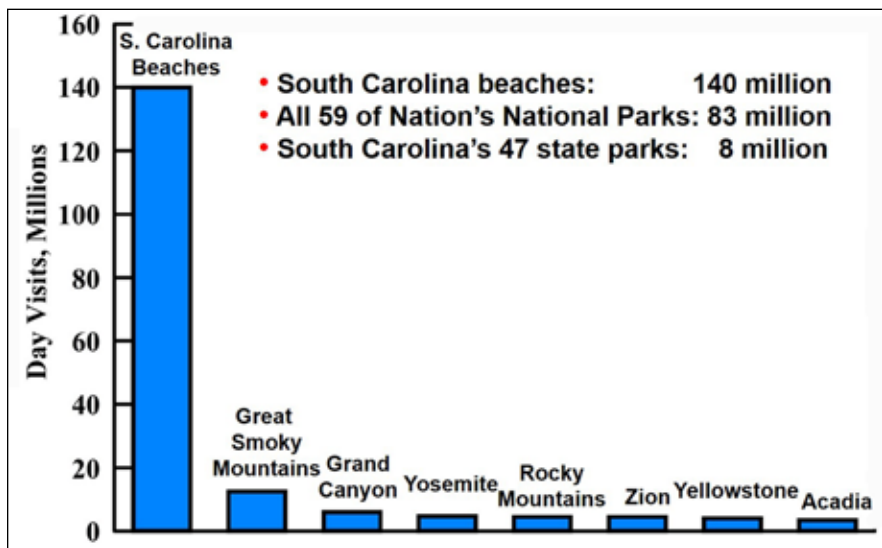 160
S. Carolina
Beaches
• South Carolina beaches: 140 million
• All 59 of Nation's National Parks: 83 million
• South Carolina's 47 state parks: 8 million
140
120
100
80
60
40
20
0
Day Visits, Millions
Great
Smoky
Mountains
Grand
Canyon
Yosemite
Rocky
Mountains
Zion
Yellowstone
Acadia